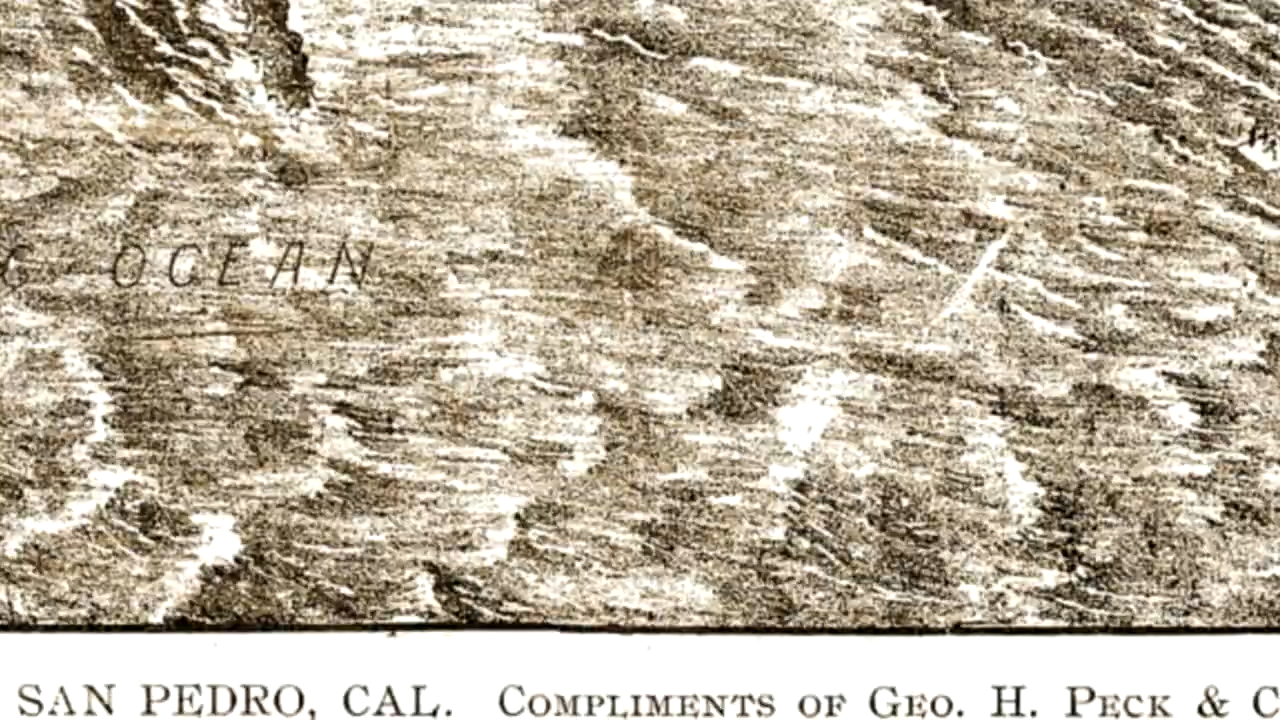 C OCEAN
SAN PEDRO, CAL. COMPLIMENTS OF GEO. H. PECK & C